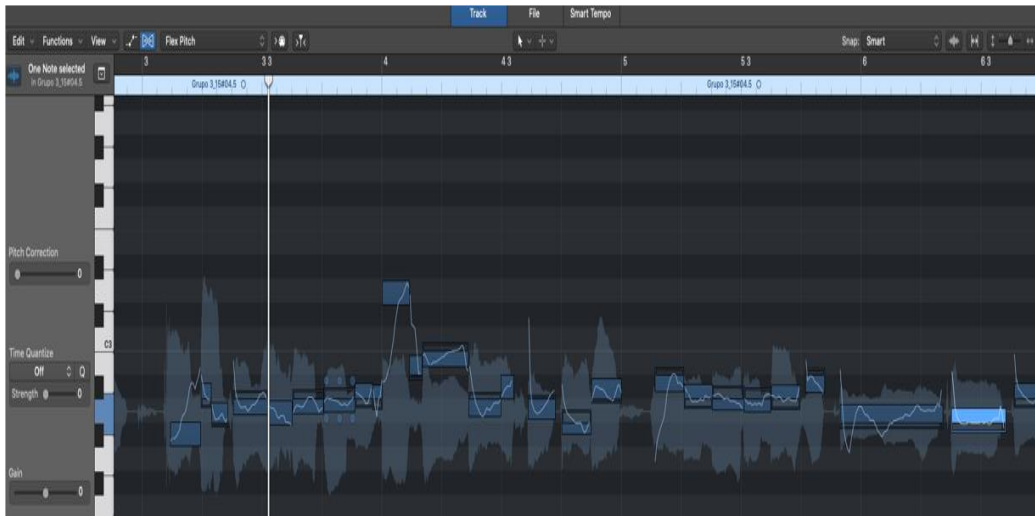 Track File Smart Tempo
Edit Functions View Flex Pitch Snap: Smart
3 3 3 4 4 3 5 5 3 6 6 3
One Note selected
in Grupo 3_15#04.5
Grupo 3_15#04.5 Grupo 3_15#04.5
Pitch Correction
0
C3
Time Quantize
Off Q
Strength 0
Gain
0